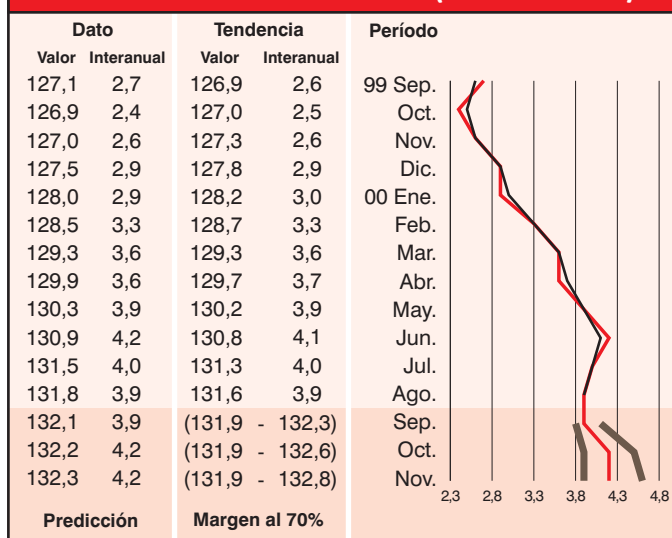 Dato Tendencia Período
Valor Interanual Valor Interanual
127,1 2,7 126,9 2,6 99 Sep.
126,9 2,4 127,0 2,5 Oct.
127,0 2,6 127,3 2,6 Nov.
127,5 2,9 127,8 2,9 Dic.
128,0 2,9 128,2 3,0 00 Ene.
128,5 3,3 128,7 3,3 Feb.
129,3 3,6 129,3 3,6 Mar.
129,9 3,6 129,7 3,7 Abr.
130,3 3,9 130,2 3,9 May.
130,9 4,2 130,8 4,1 Jun.
131,5 4,0 131,3 4,0 Jul.
131,8 3,9 131,6 3,9 Ago.
132,1 3,9 (131,9 - 132,3) Sep.
132,2 4,2 (131,9 - 132,6) Oct.
132,3 4,2 (131,9 - 132,8) Nov.
2,3 2,8 3,3 3,8 4,3 4,8
Predicción Margen al 70%